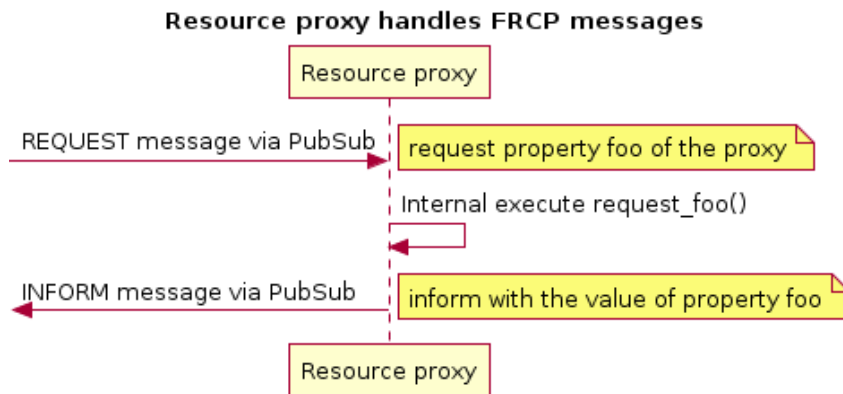 Resource proxy handles FRCP messages
Resource proxy
REQUEST message via PubSub
request property foo of the proxy
Internal execute request_foo()
INFORM message via PubSub
inform with the value of property foo
Resource proxy